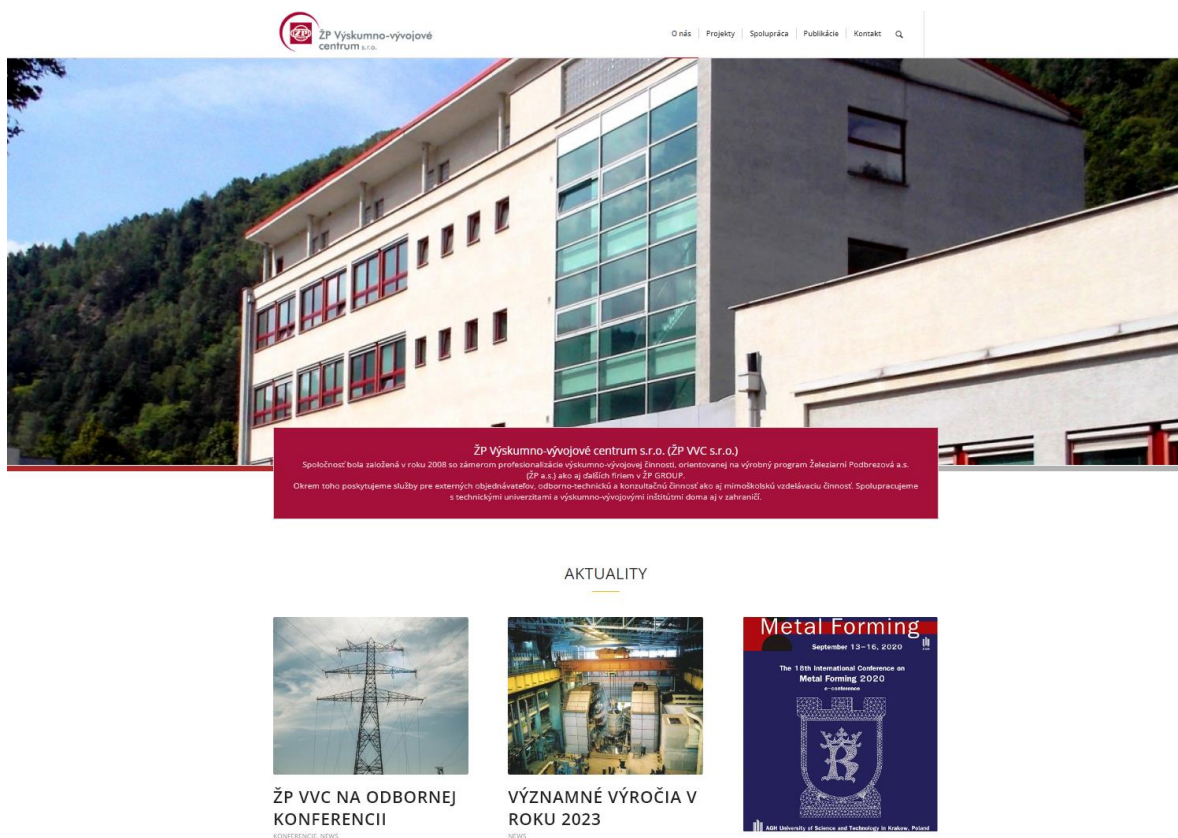 ŽP
ŽP Výskumno-vývojové
centrum s.r.o.
O nás
Projekty
Spolupráca
Publikácie
Kontakt
ŽP Výskumno-vývojové centrum s.r.o. (ŽP VVC s.r.o.)
Spoločnosť bola založená v roku 2008 so zámerom profesionalizácie výskumno-vývojovej činnosti, orientovanej na výrobný program Železiarní Podbrezová a.s.
(ŽP a.s.) ako aj ďalších firiem v ŽP GROUP.
Okrem toho poskytujeme služby pre externých objednávateľov, odborno-technickú a konzultačnú činnosť ako aj mimoškolskú vzdelávaciu činnosť. Spolupracujeme
s technickými univerzitami a výskumno-vývojovými inštitútmi doma aj v zahraničí.
AKTUALITY
ŽP VVC NA ODBORNEJ
KONFERENCII
KONFERENCIE, NEWS
VÝZNAMNÉ VÝROČIA V
ROKU 2023
NEWS
Metal Forming
September 13–16, 2020
The 18th International Conference on
Metal Forming 2020
e-conference
AGH University of Science and Technology in Krakow, Poland